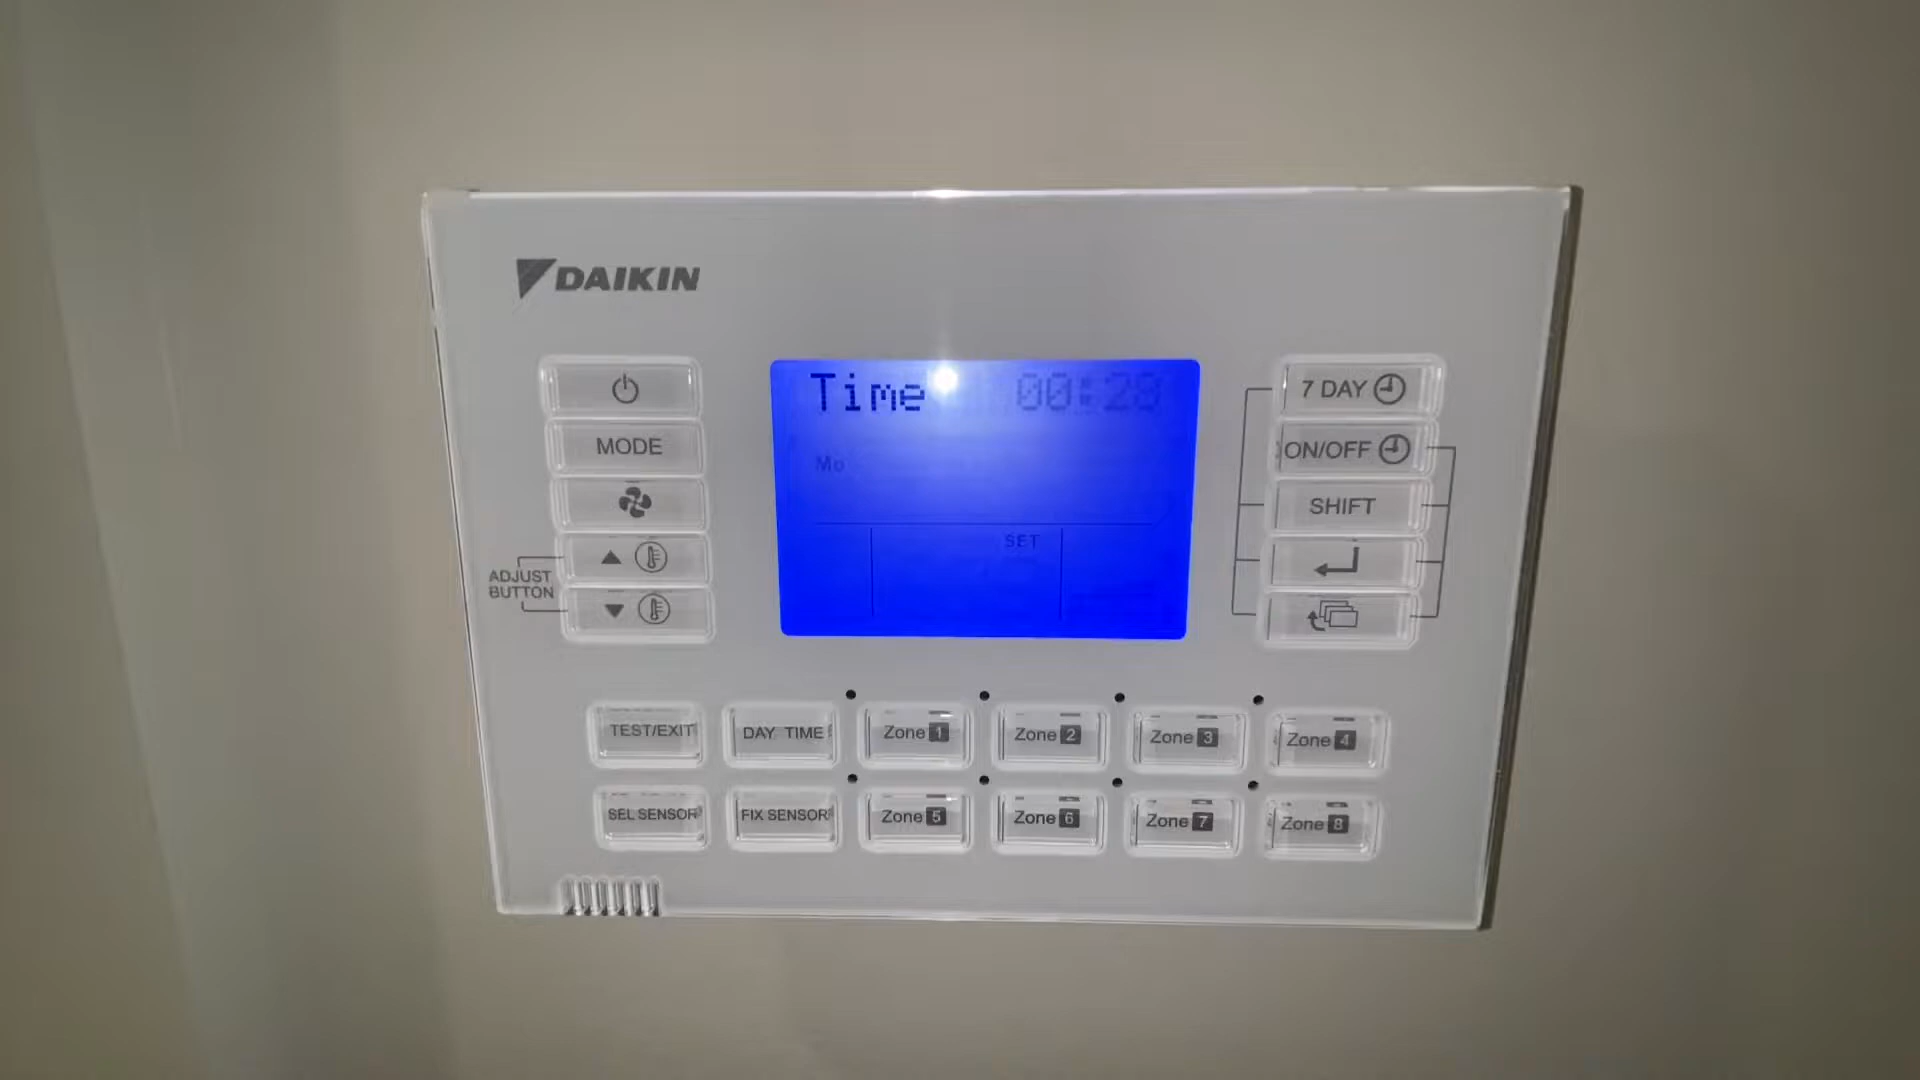 DAIKIN
MODE
ADJUST
BUTTON
Time 00:20
Mo
SET
7 DAY
ON/OFF
SHIFT
TEST/EXIT
DAY TIME
Zone 1
Zone 2
Zone 3
Zone 4
SEL SENSOR
FIX SENSOR
Zone 5
Zone 6
Zone 7
Zone 8